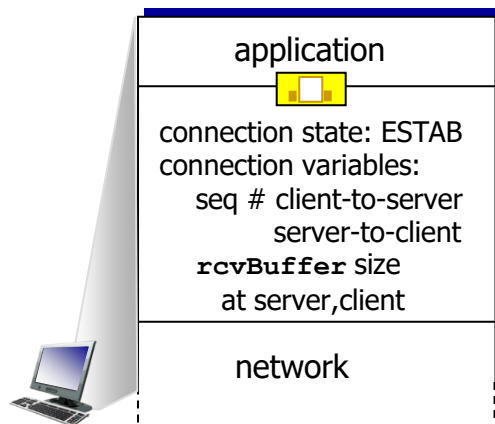 application
connection state: ESTAB
connection variables:
seq # client-to-server
server-to-client
rcvBuffer size
at server,client
network